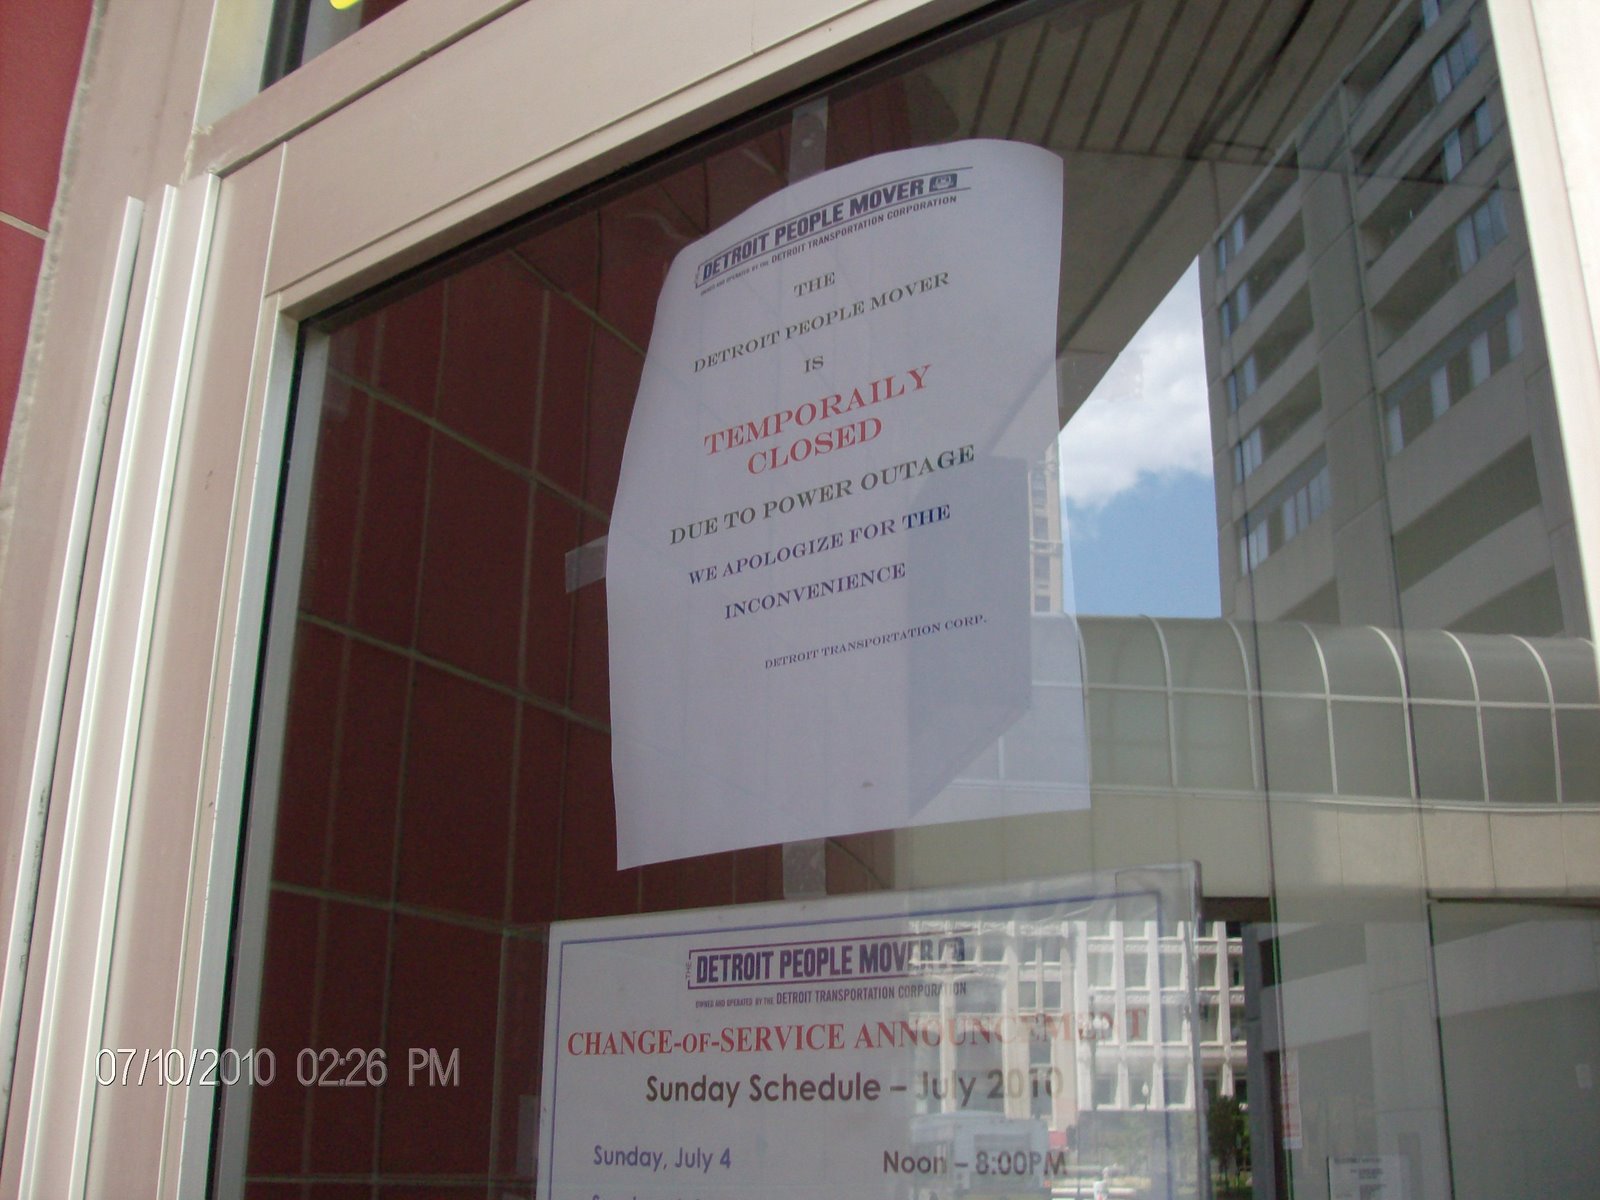 THE DETROIT PEOPLE MOVER
OWNED AND OPERATED BY THE DETROIT TRANSPORTATION CORPORATION
THE
DETROIT PEOPLE MOVER
IS
TEMPORAILY
CLOSED
DUE TO POWER OUTAGE
WE APOLOGIZE FOR THE
INCONVENIENCE
DETROIT TRANSPORTATION CORP.
THE DETROIT PEOPLE MOVER
OWNED AND OPERATED BY THE DETROIT TRANSPORTATION CORPORATION
CHANGE-OF-SERVICE ANNOUNCEMENT
Sunday Schedule – July 2010
Sunday, July 4 Noon – 8:00PM
07/10/2010 02:26 PM